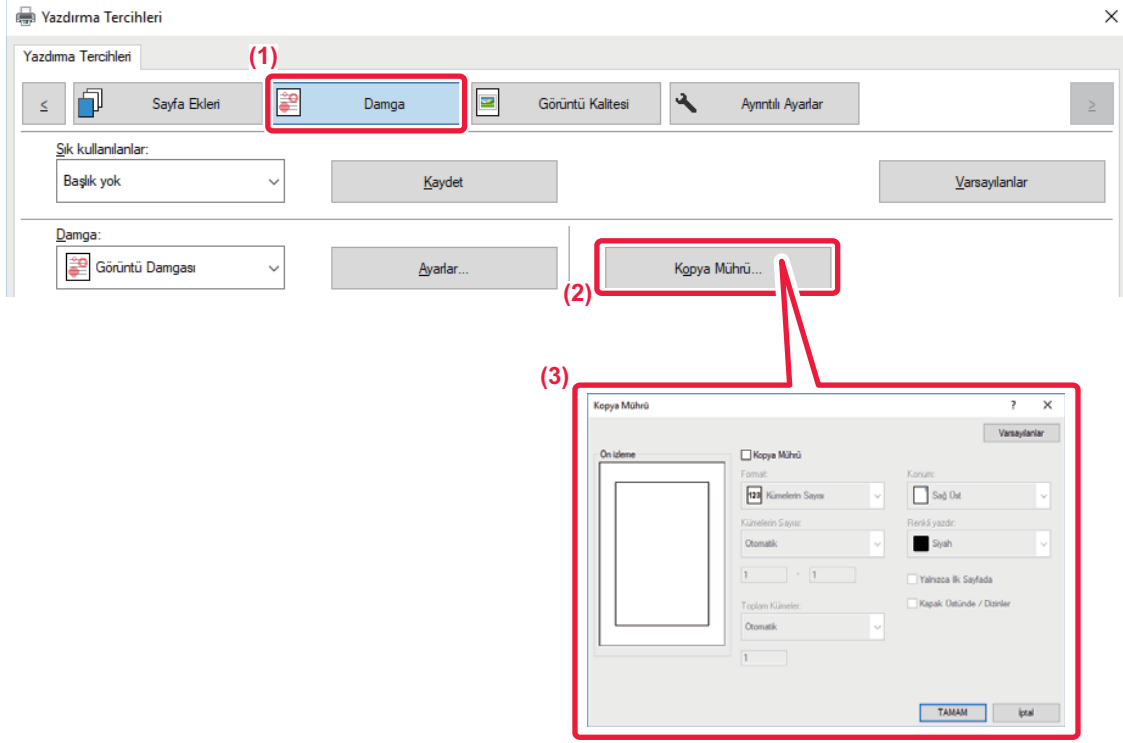 Yazdırma Tercihleri
Yazdırma Tercihleri
(1)
< Sayfa Ekleri Damga Görüntü Kalitesi Ayrıntılı Ayarlar >
Sık kullanılanlar:
Başlık yok Kaydet Varsayılanlar
Damga:
Görüntü Damgası Ayarlar... Kopya Mührü...
(2)
(3)
Kopya Mührü ? X
Varsayılanlar
Ön izleme Kopya Mührü
Format: Konum:
123 Kümelerin Sayısı Sağ Üst
Kümelerin Sayısı: Renkli yazdır:
Otomatik Siyah
1 - 1 Yalnızca İlk Sayfada
Toplam Kümeler: Kapak Üstünde / Dizinler
Otomatik
1
TAMAM İptal